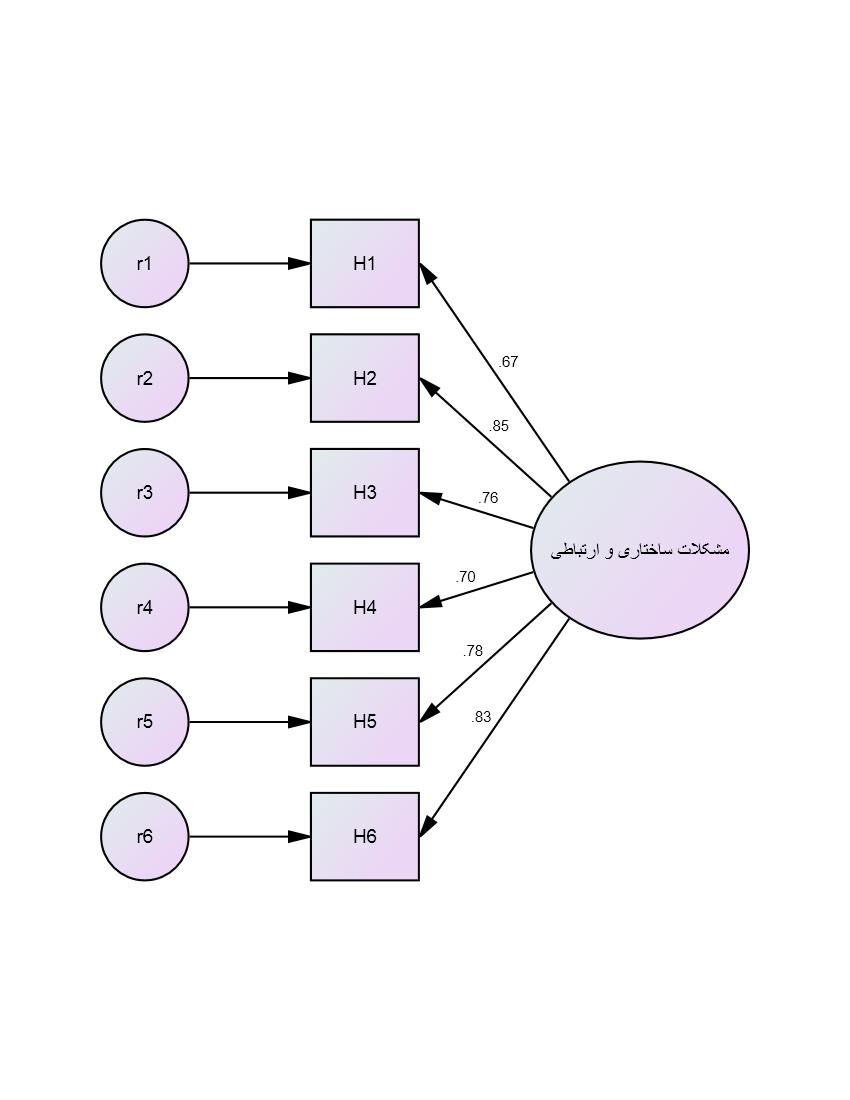 r1
H1
r2
H2
r3
H3
r4
H4
r5
H5
r6
H6
.67
.85
.76
.70
.78
.83
مشکلات ساختاری و ارتباطی